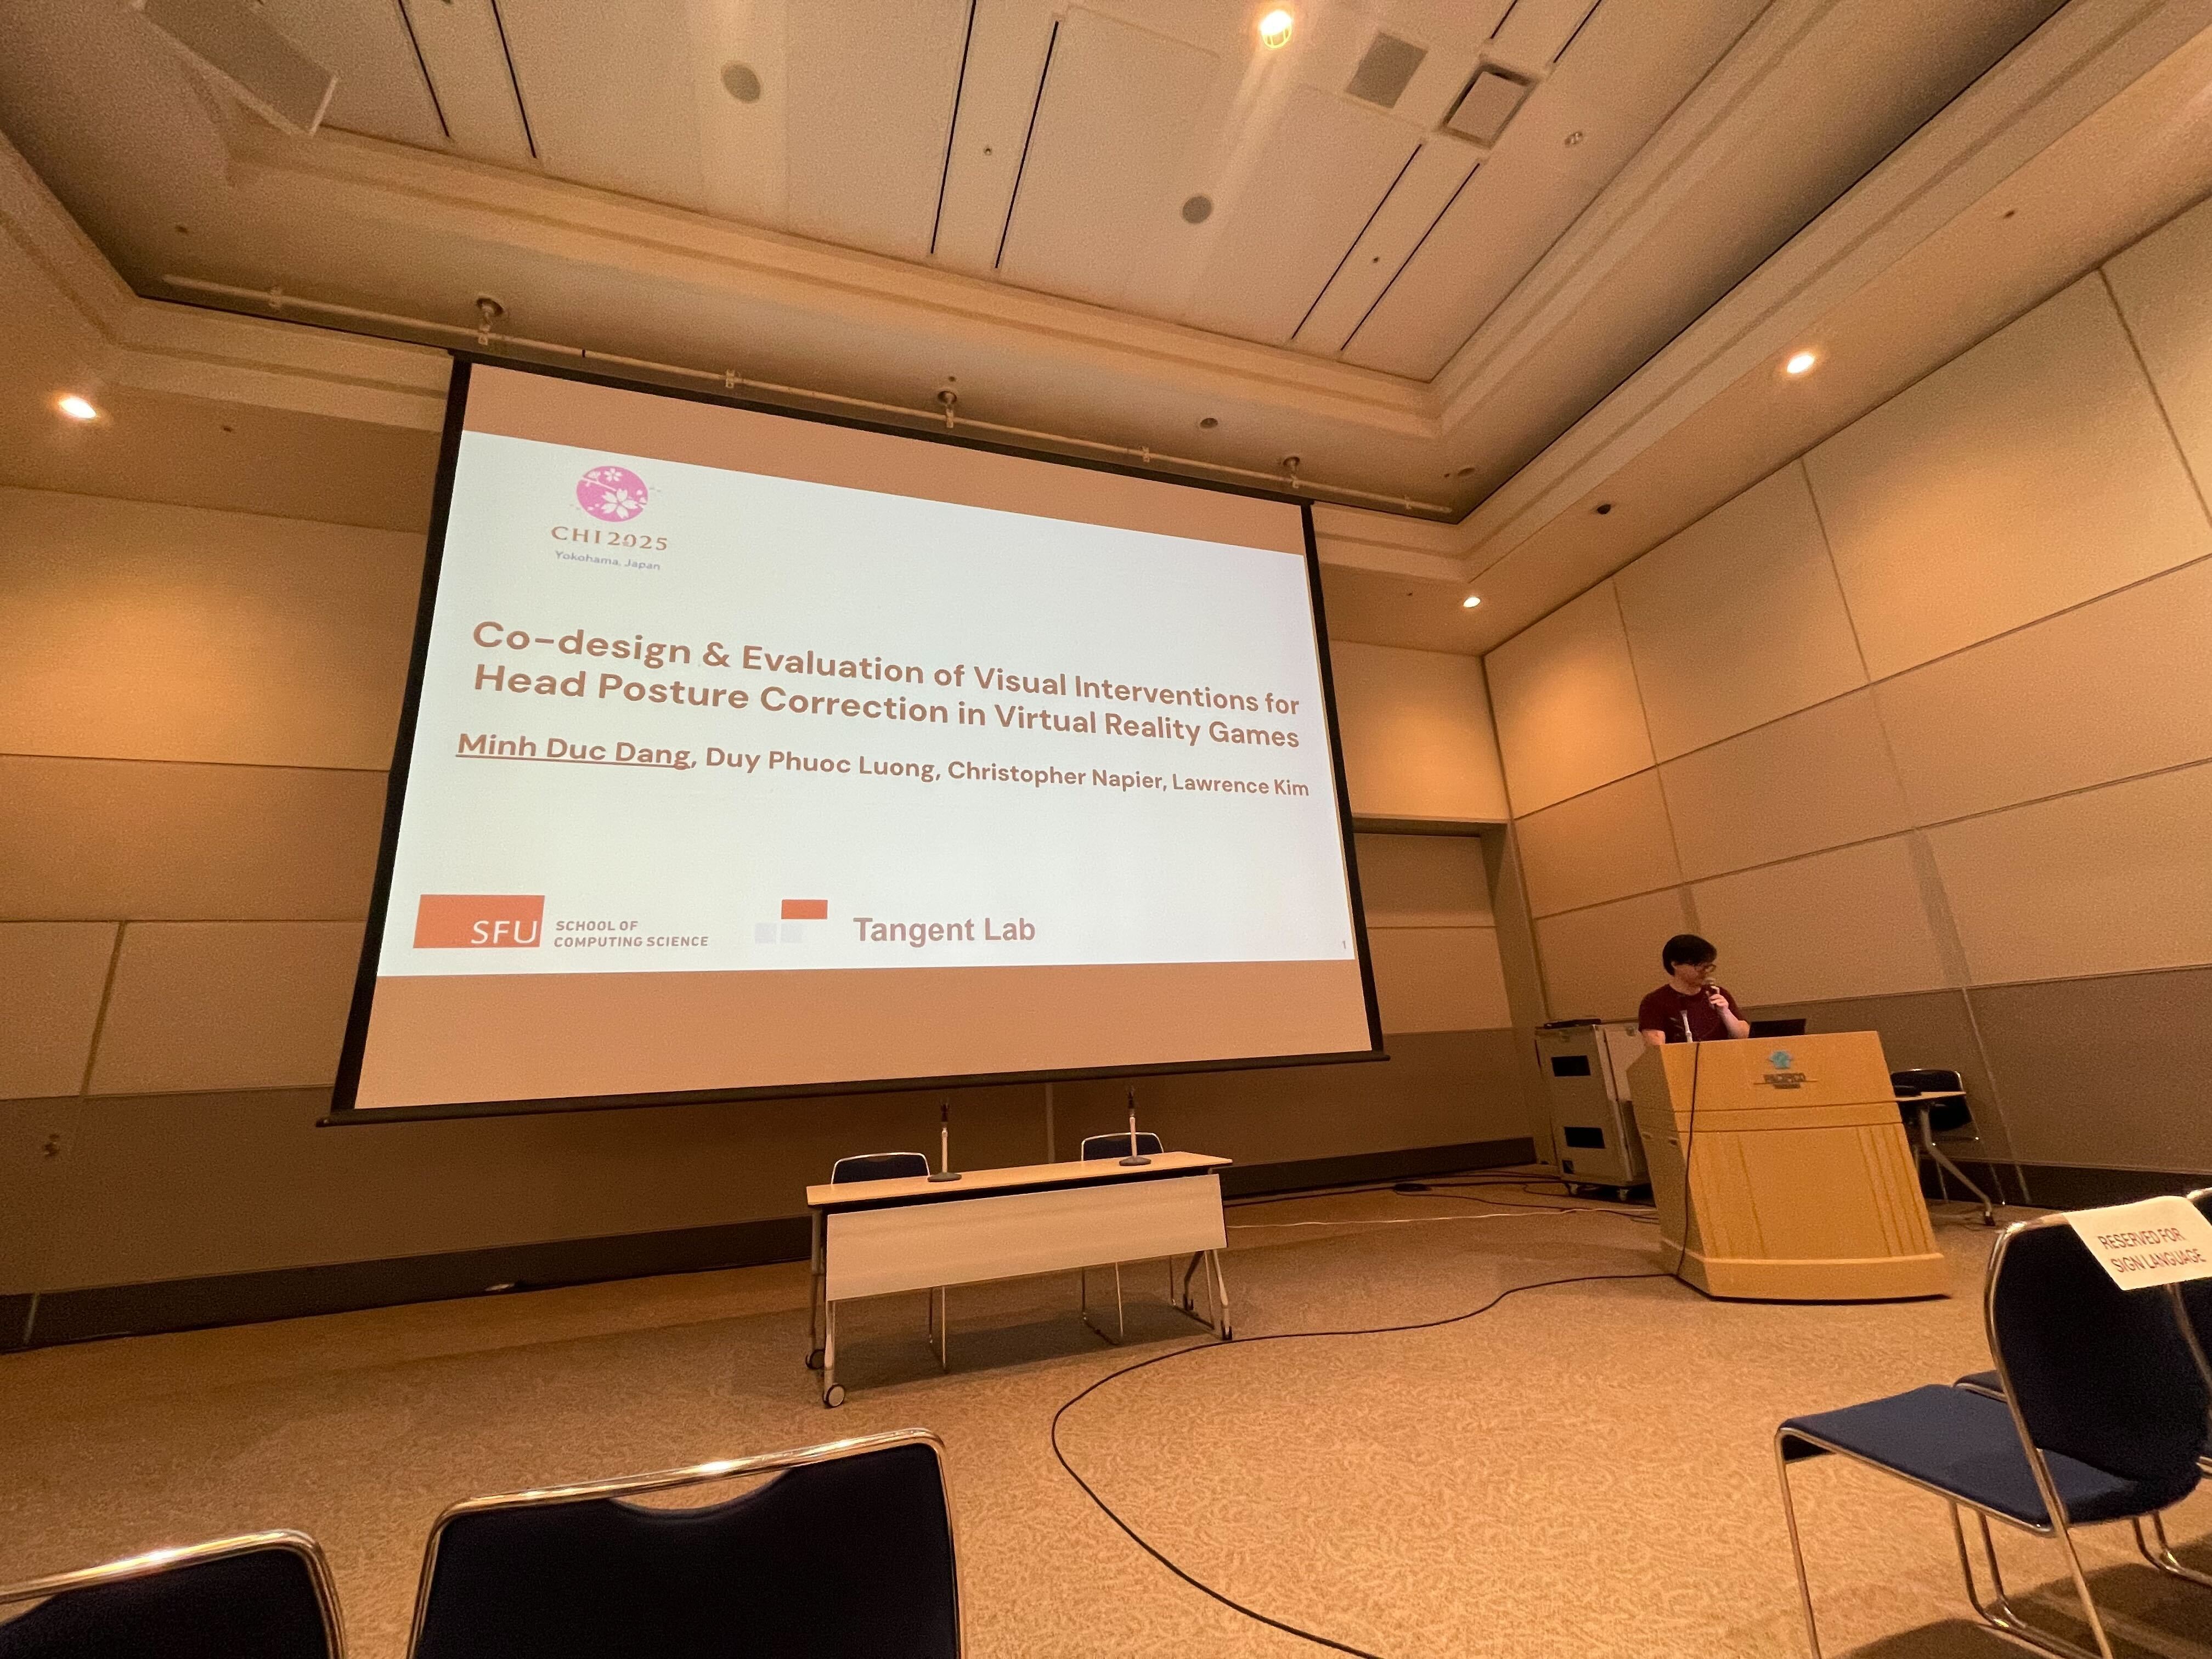 CHI 2025
Yokohama, Japan
Co-design & Evaluation of Visual Interventions for
Head Posture Correction in Virtual Reality Games
Minh Duc Dang, Duy Phuoc Luong, Christopher Napier, Lawrence Kim
SFU
SCHOOL OF
COMPUTING SCIENCE
Tangent Lab
1
PACIFICO
RESERVED FOR
SIGN LANGUAGE